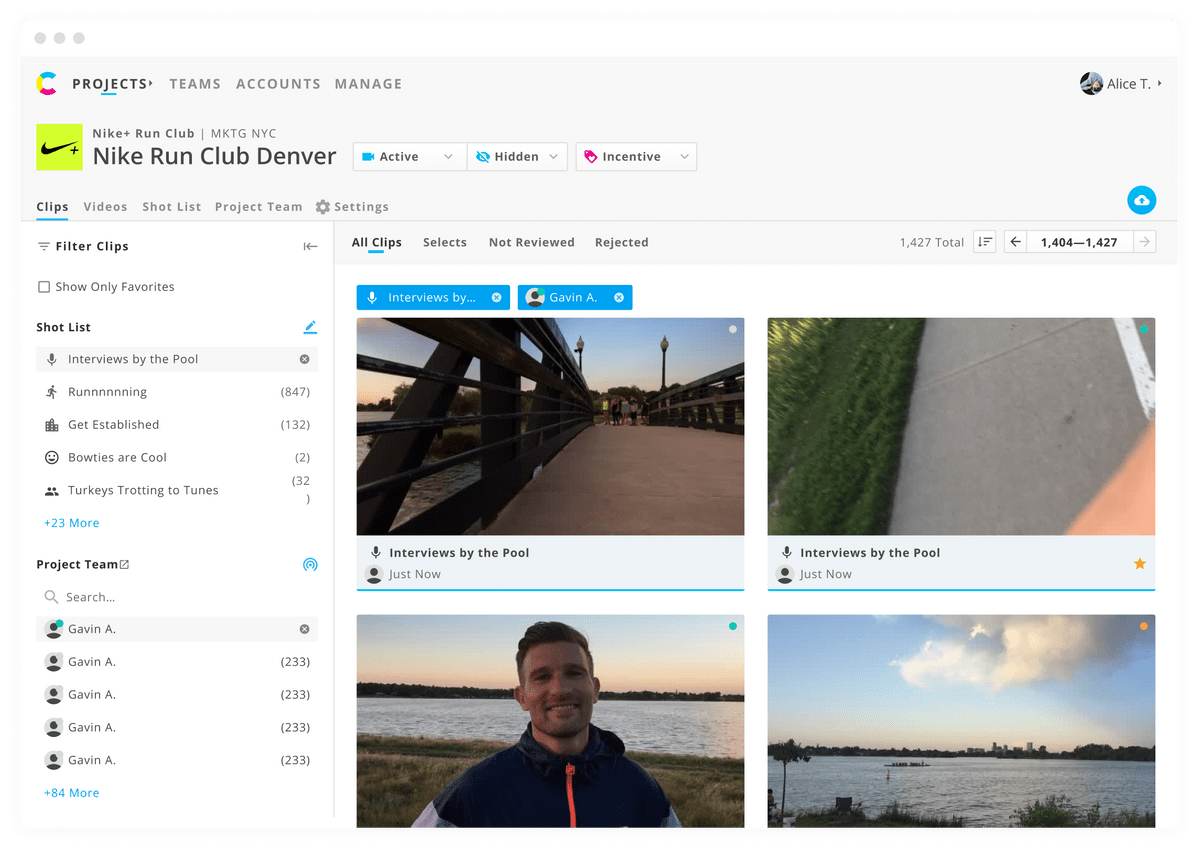 PROJECTS TEAMS ACCOUNTS MANAGE
Alice T.
Nike+ Run Club | MKTG NYC
Nike Run Club Denver
Active
Hidden
Incentive
Clips Videos Shot List Project Team Settings
Filter Clips
All Clips Selects Not Reviewed Rejected
1,427 Total
1,404—1,427
Show Only Favorites
Interviews by...
Gavin A.
Shot List
Interviews by the Pool
Runnnnnning (847)
Get Established (132)
Bowties are Cool (2)
Turkeys Trotting to Tunes (32
)
+23 More
Interviews by the Pool
Just Now
Interviews by the Pool
Just Now
Project Team
Search...
Gavin A.
Gavin A. (233)
Gavin A. (233)
Gavin A. (233)
Gavin A. (233)
+84 More